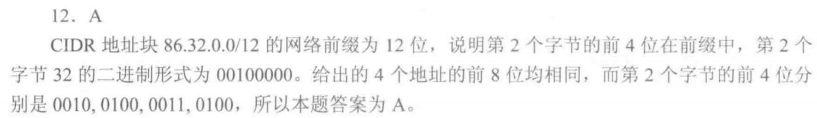 12. A
CIDR 地址块 86.32.0.0/12 的网络前缀为 12 位，说明第 2 个字节的前 4 位在前缀中，第 2 个
字节 32 的二进制形式为 00100000。给出的 4 个地址的前 8 位均相同，而第 2 个字节的前 4 位分
别是 0010, 0100, 0011, 0100，所以本题答案为 A。